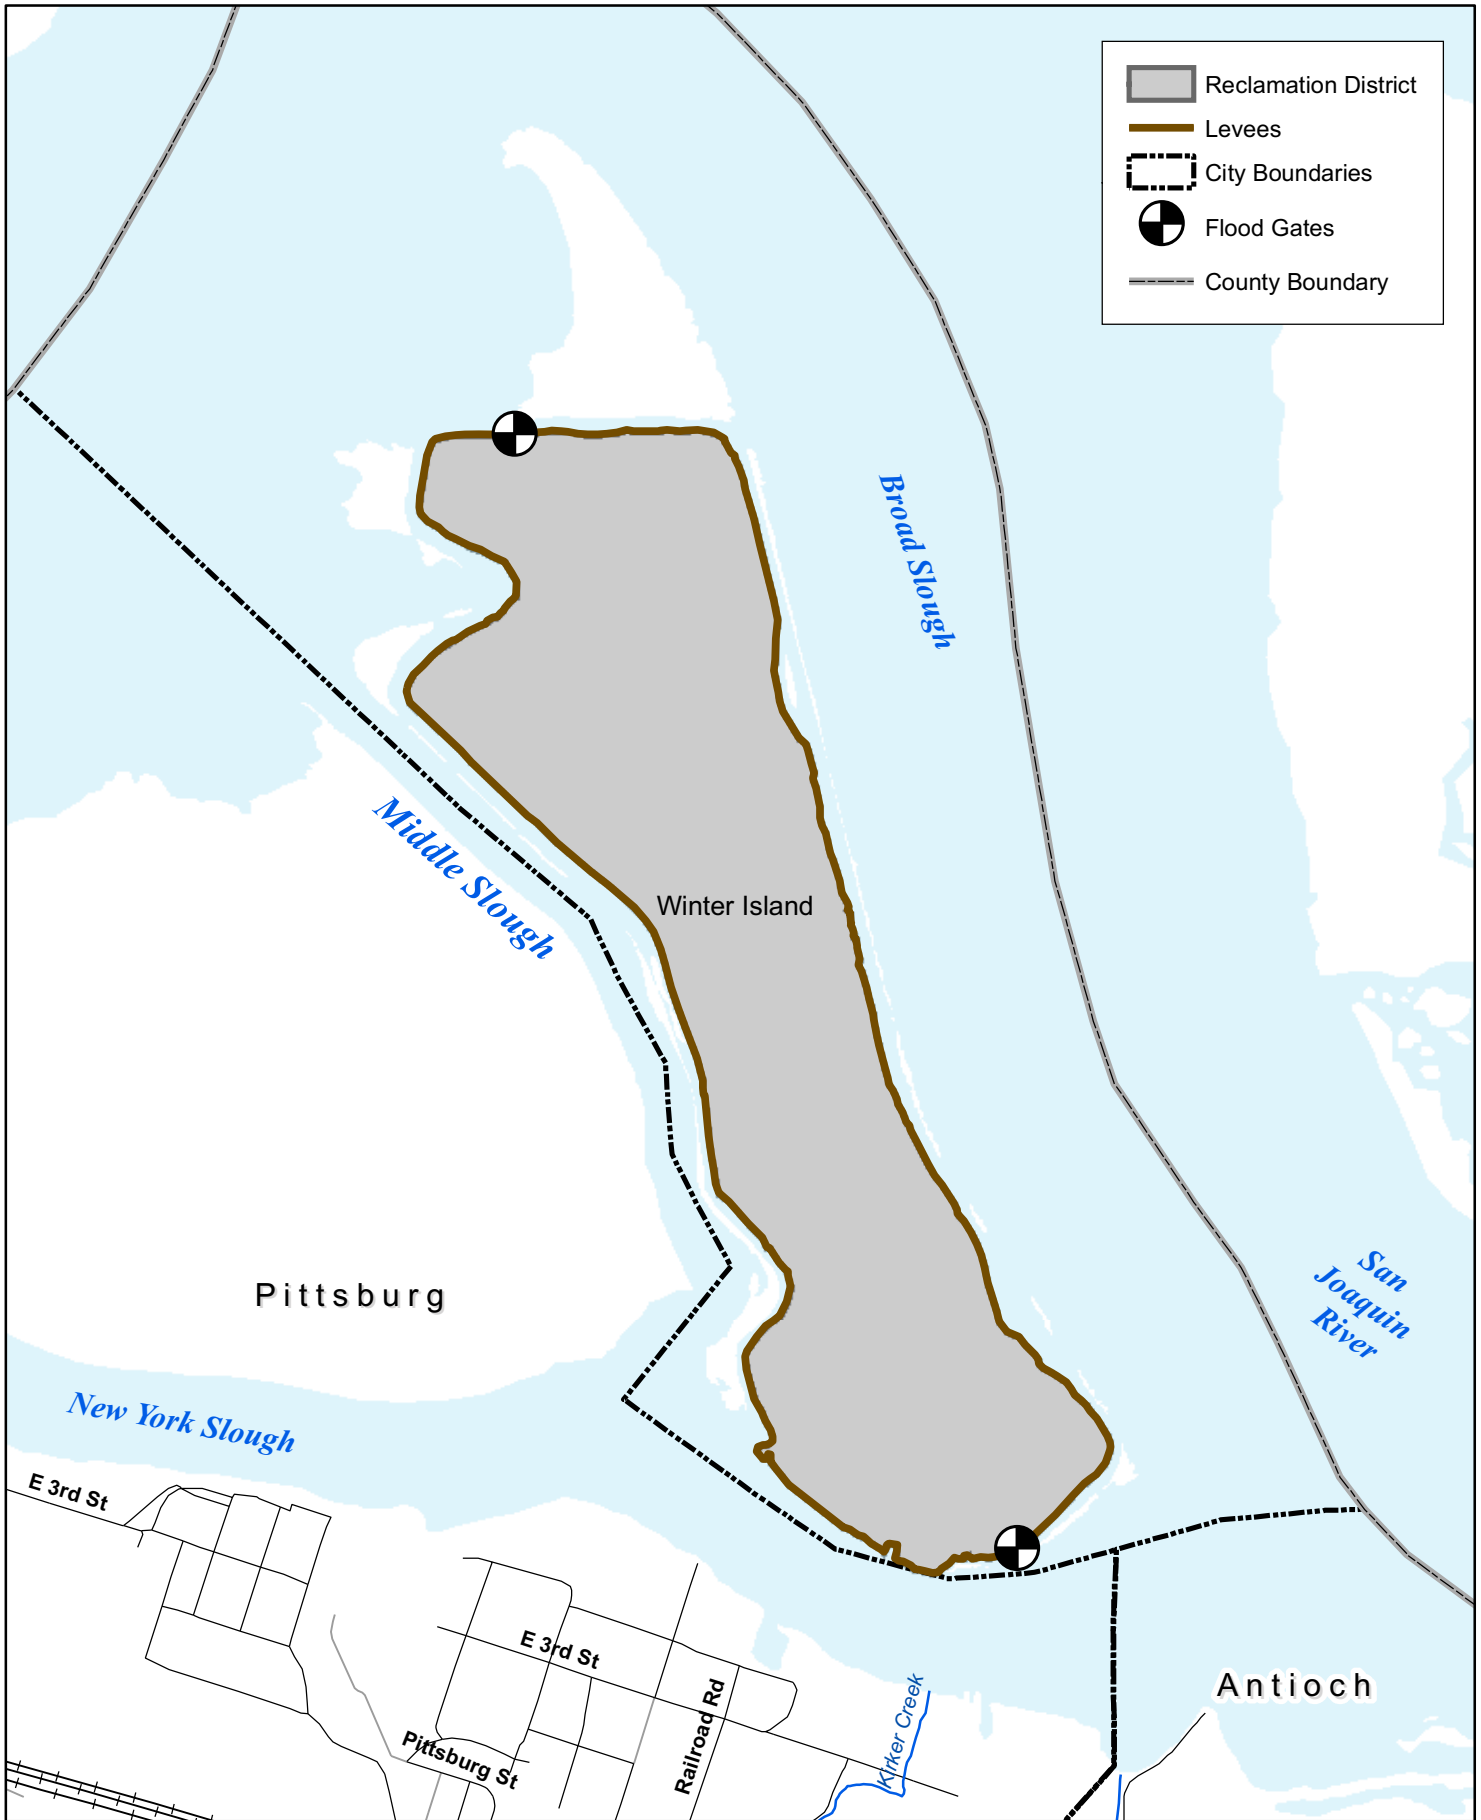 Reclamation District
Levees
City Boundaries
Flood Gates
County Boundary
Broad Slough
Middle Slough
Winter Island
San
Joaquin
River
Pittsburg
New York Slough
E 3rd St
E 3rd St
Railroad Rd
Kirker Creek
Antioch
Pittsburg St